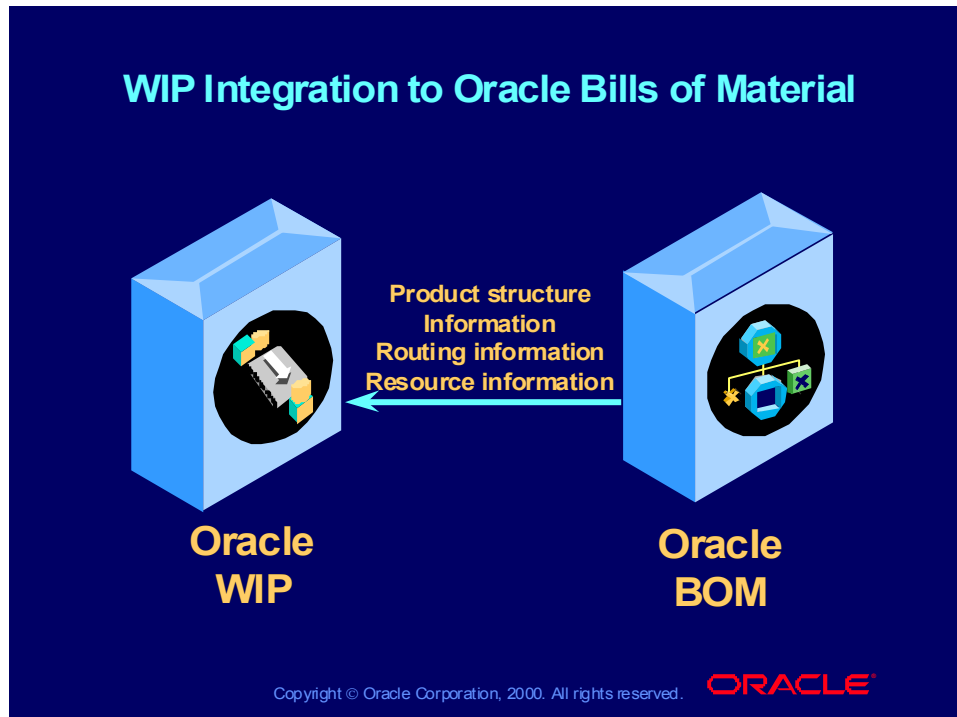 WIP Integration to Oracle Bills of Material
Product structure
Information
Routing information
Resource information
Oracle
WIP
Oracle
BOM
Copyright © Oracle Corporation, 2000. All rights reserved.
ORACLE®